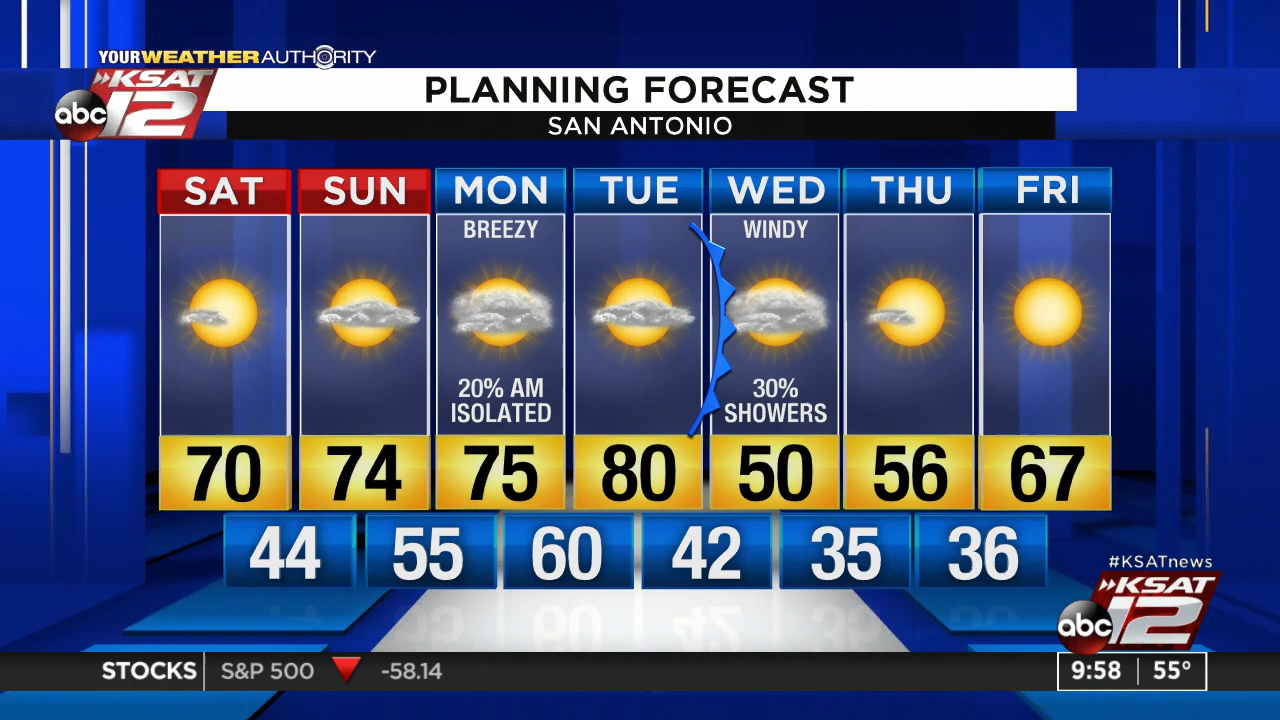 YOURWEATHERAUTHORITY
KSAT
abc 12
PLANNING FORECAST
SAN ANTONIO
SAT SUN MON TUE WED THU FRI
BREEZY WINDY
20% AM 30%
ISOLATED SHOWERS
70 74 75 80 50 56 67
44 55 60 42 35 36
#KSATnews
KSAT
abc 12
STOCKS S&P 500 -58.14 9:58 55°